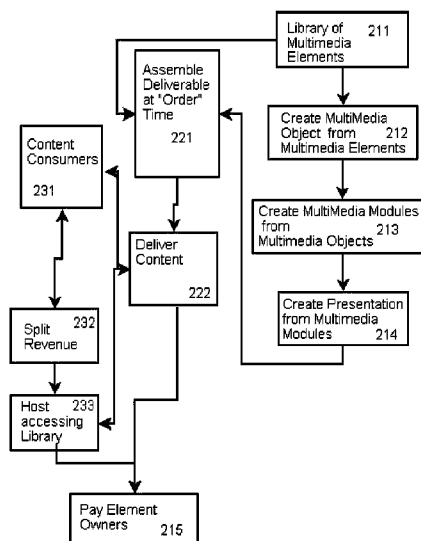 Library of
Multimedia
Elements
211
Assemble
Deliverable
at "Order"
Time
221
Create MultiMedia
Object from 212
Multimedia Elements
Content
Consumers
231
Create MultiMedia Modules
from
Multimedia Objects 213
Deliver
Content
222
Create Presentation
from Multimedia
Modules 214
Split 232
Revenue
Host 233
accessing
Library
Pay Element
Owners 215